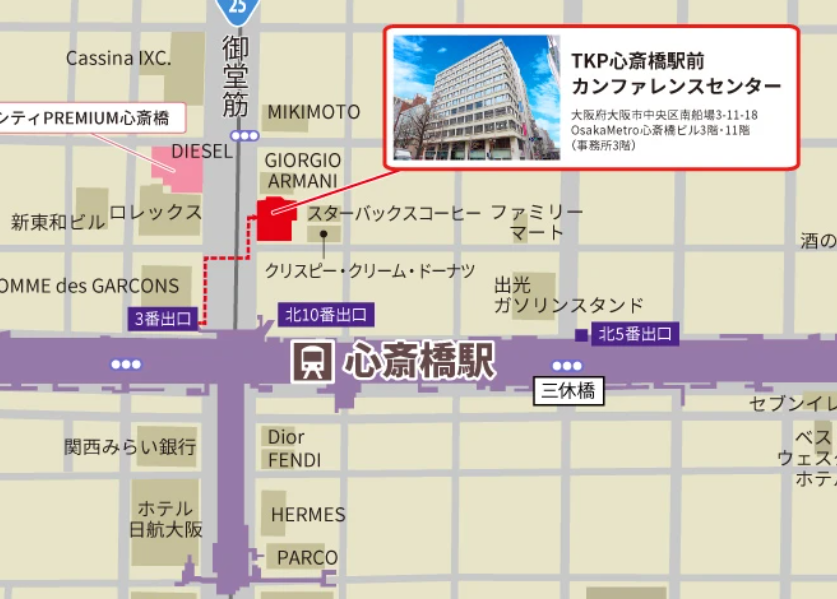 25
御堂筋
Cassina IXC.
TKP心斎橋駅前
カンファレンスセンター
大阪府大阪市中央区南船場3-11-18
OsakaMetro心斎橋ビル3階・11階
（事務所3階）
ンティPREMIUM心斎橋
MIKIMOTO
DIESEL
GIORGIO
ARMANI
新東和ビル
ロレックス
スターバックスコーヒー
ファミリー
マート
酒の
クリスピー・クリーム・ドーナツ
OMME des GARCONS
出光
ガソリンスタンド
3番出口
北10番出口
北5番出口
心斎橋駅
三休橋
セブンイレ
関西みらい銀行
Dior
FENDI
ベス
ウェス
ホテ
ホテル
日航大阪
HERMES
PARCO